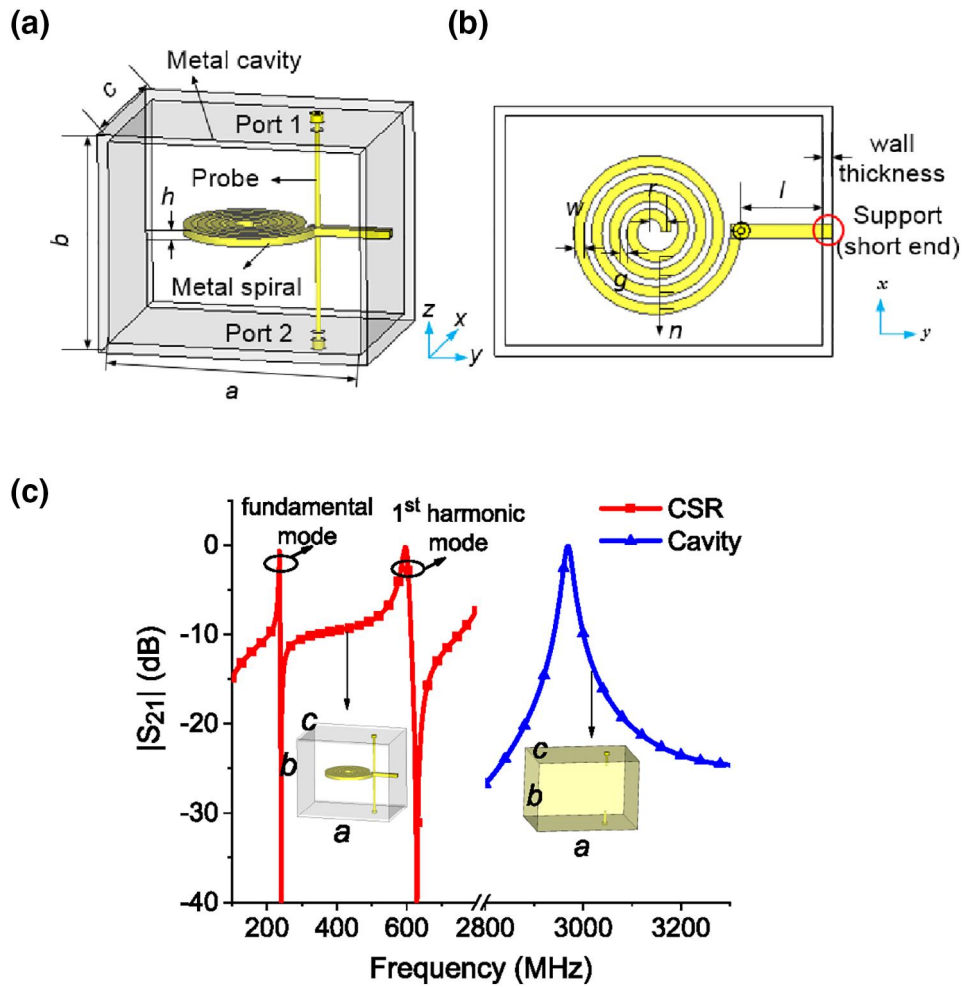 (a)
Metal cavity
c
Port 1
Probe
h
b
Metal spiral
Port 2
z
x
y
a
(b)
wall
thickness
l
r
w
Support
(short end)
g
n
x
y
(c)
fundamental
mode
1st harmonic
mode
CSR
Cavity
|S21| (dB)
0
-10
-20
-30
-40
c
b
a
c
b
a
200
400
600
2800
3000
3200
Frequency (MHz)